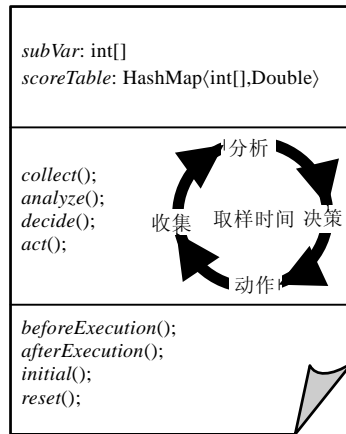 subVar: int[]
scoreTable: HashMap⟨int[],Double⟩
collect();
analyze();
decide();
act();
分析
收集
取样时间
决策
动作
beforeExecution();
afterExecution();
initial();
reset();